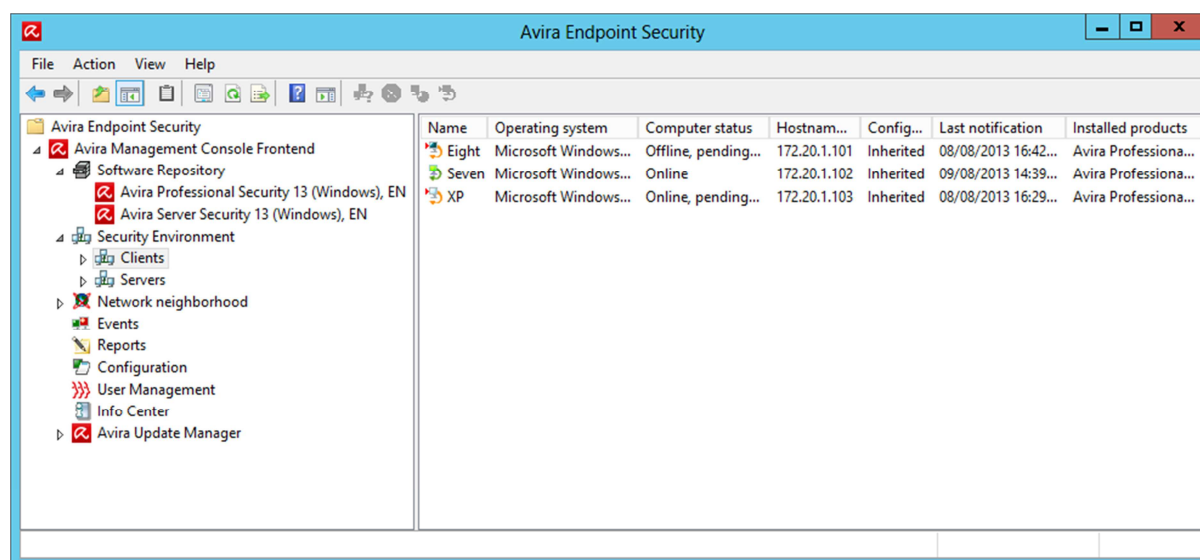 Avira Endpoint Security
File Action View Help
Avira Endpoint Security
Avira Management Console Frontend
Software Repository
Avira Professional Security 13 (Windows), EN
Avira Server Security 13 (Windows), EN
Security Environment
Clients
Servers
Network neighborhood
Events
Reports
Configuration
User Management
Info Center
Avira Update Manager
Name Operating system Computer status Hostnam... Config... Last notification Installed products
Eight Microsoft Windows... Offline, pending... 172.20.1.101 Inherited 08/08/2013 16:42... Avira Professiona...
Seven Microsoft Windows... Online 172.20.1.102 Inherited 09/08/2013 14:39... Avira Professiona...
XP Microsoft Windows... Online, pending... 172.20.1.103 Inherited 08/08/2013 16:29... Avira Professiona...